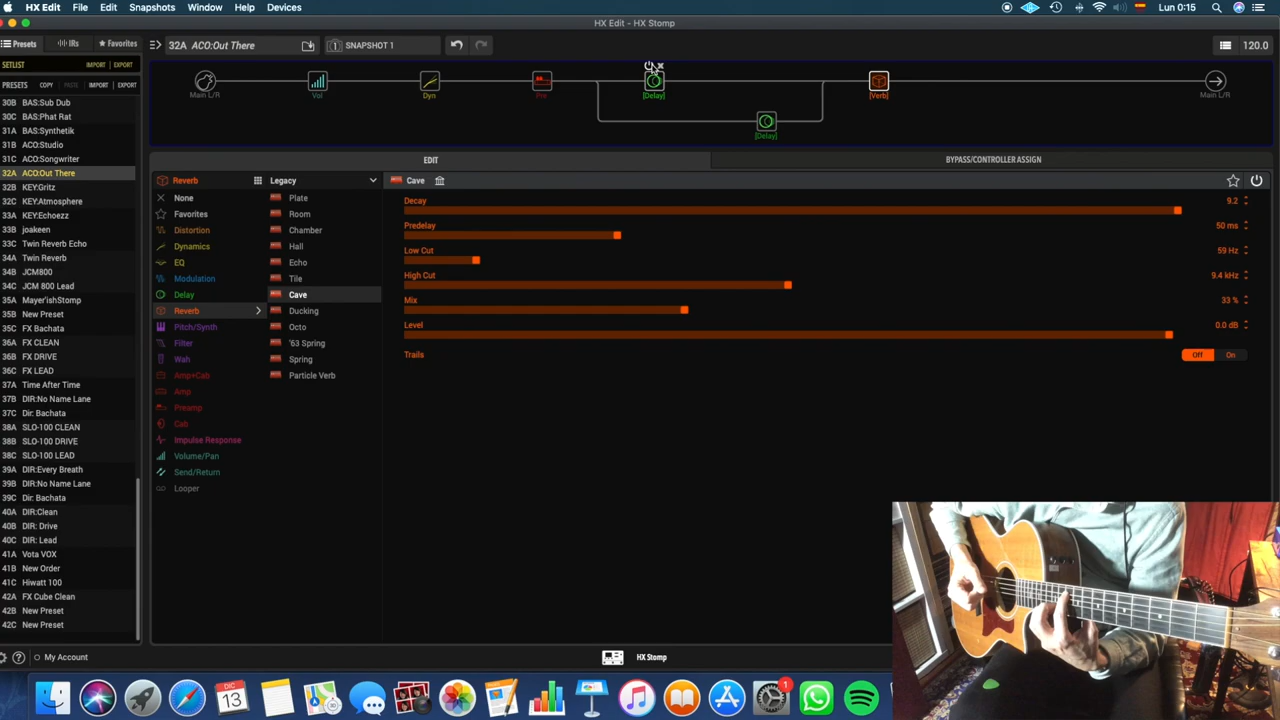 HX Edit File Edit Snapshots Window Help Devices Lun 0:15
HX Edit - HX Stomp
Presets IRs Favorites 32A ACO:Out There 1 SNAPSHOT 1 120.0
SETLIST IMPORT EXPORT
PRESETS COPY PASTE IMPORT EXPORT
Main L/R Vol Dyn Pre [Delay] [Verb] Main L/R
[Delay]
30B BAS:Sub Dub
30C BAS:Phat Rat
31A BAS:Synthetik
31B ACO:Studio
31C ACO:Songwriter
32A ACO:Out There
32B KEY:Gritz
32C KEY:Atmosphere
33A KEY:Echoezz
33B joakeen
33C Twin Reverb Echo
34A Twin Reverb
34B JCM800
34C JCM 800 Lead
35A Mayer'ishStomp
35B New Preset
35C FX Bachata
36A FX CLEAN
36B FX DRIVE
36C FX LEAD
37A Time After Time
37B DIR:No Name Lane
37C Dir. Bachata
38A SLO-100 CLEAN
38B SLO-100 DRIVE
38C SLO-100 LEAD
39A DIR:Every Breath
39B DIR:No Name Lane
39C Dir: Bachata
40A DIR:Clean
40B DIR: Drive
40C DIR: Lead
41A Vota VOX
41B New Order
41C Hiwatt 100
42A FX Cube Clean
42B New Preset
42C New Preset
EDIT BYPASS/CONTROLLER ASSIGN
Reverb Legacy Cave
None
Favorites
Distortion
Dynamics
EQ
Modulation
Delay
Reverb
Pitch/Synth
Filter
Wah
Amp+Cab
Amp
Preamp
Cab
Impulse Response
Volume/Pan
Send/Return
Looper
Plate
Room
Chamber
Hall
Echo
Tile
Cave
Ducking
Octo
'63 Spring
Spring
Particle Verb
Decay 9.2
Predelay 50 ms
Low Cut 59 Hz
High Cut 9.4 kHz
Mix 33 %
Level 0.0 dB
Trails Off On
My Account HX Stomp
DIC
13
1